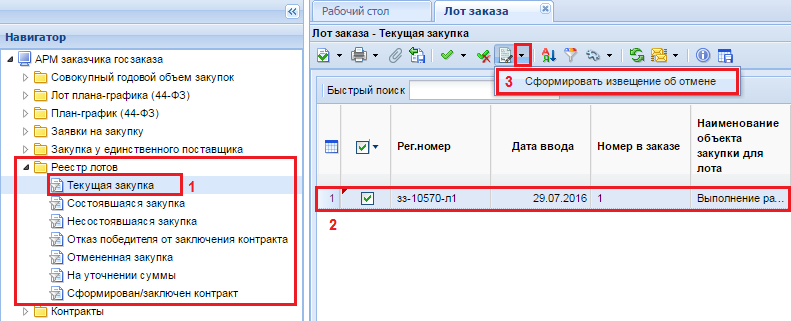 Навигатор
АРМ заказчика госзаказа
Совокупный годовой объем закупок
Лот плана-графика (44-ФЗ)
План-график (44-ФЗ)
Заявки на закупку
Закупка у единственного поставщика
Реестр лотов
Текущая закупка 1
Состоявшаяся закупка
Несостоявшаяся закупка
Отказ победителя от заключения контракта
Отмененная закупка
На уточнении суммы
Сформирован/заключен контракт
Контракты
Рабочий стол
Лот заказа
Лот заказа - Текущая закупка
3 Сформировать извещение об отмене
Быстрый поиск
Рег.номер
Дата ввода
Номер в заказе
Наименование
объекта
закупки для
лота
1 зз-10570-л1 29.07.2016 1 Выполнение ра...
2